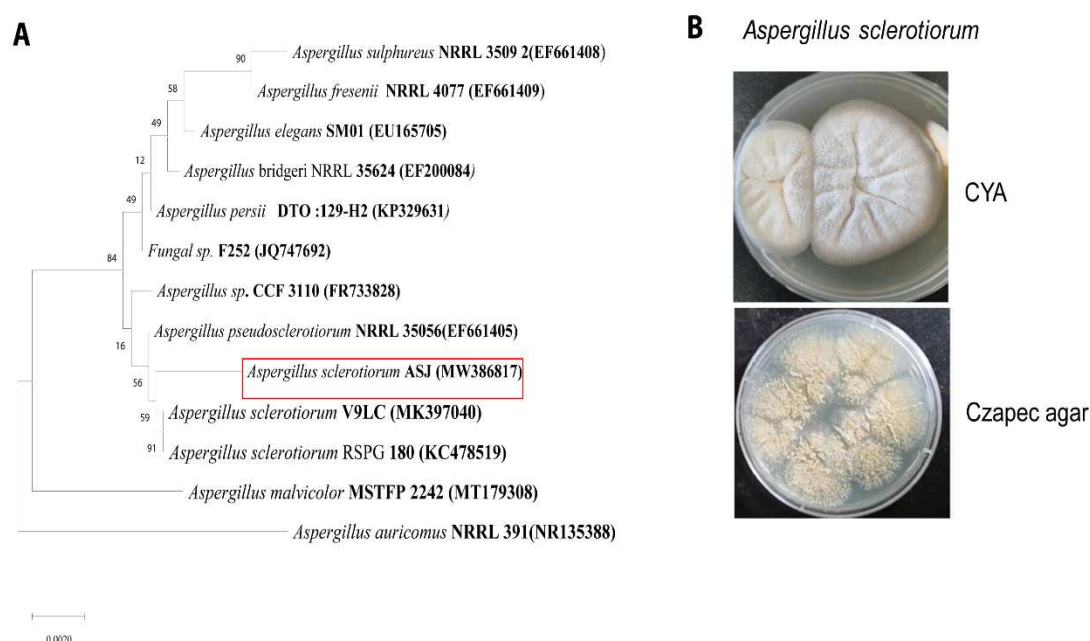 A
90
Aspergillus sulphureus NRRL 3509 2(EF661408)
58
Aspergillus fresenii NRRL 4077 (EF661409)
49
Aspergillus elegans SM01 (EU165705)
12
Aspergillus bridgeri NRRL 35624 (EF200084)
49
Aspergillus persii DTO :129-H2 (KP329631)
84
Fungal sp. F252 (JQ747692)
Aspergillus sp. CCF 3110 (FR733828)
16
Aspergillus pseudosclerotiorum NRRL 35056(EF661405)
56
Aspergillus sclerotiorum ASJ (MW386817)
59
Aspergillus sclerotiorum V9LC (MK397040)
91
Aspergillus sclerotiorum RSPG 180 (KC478519)
Aspergillus malvicolor MSTFP 2242 (MT179308)
Aspergillus auricomus NRRL 391(NR135388)
0.0020
B
Aspergillus sclerotiorum
CYA
Czapec agar